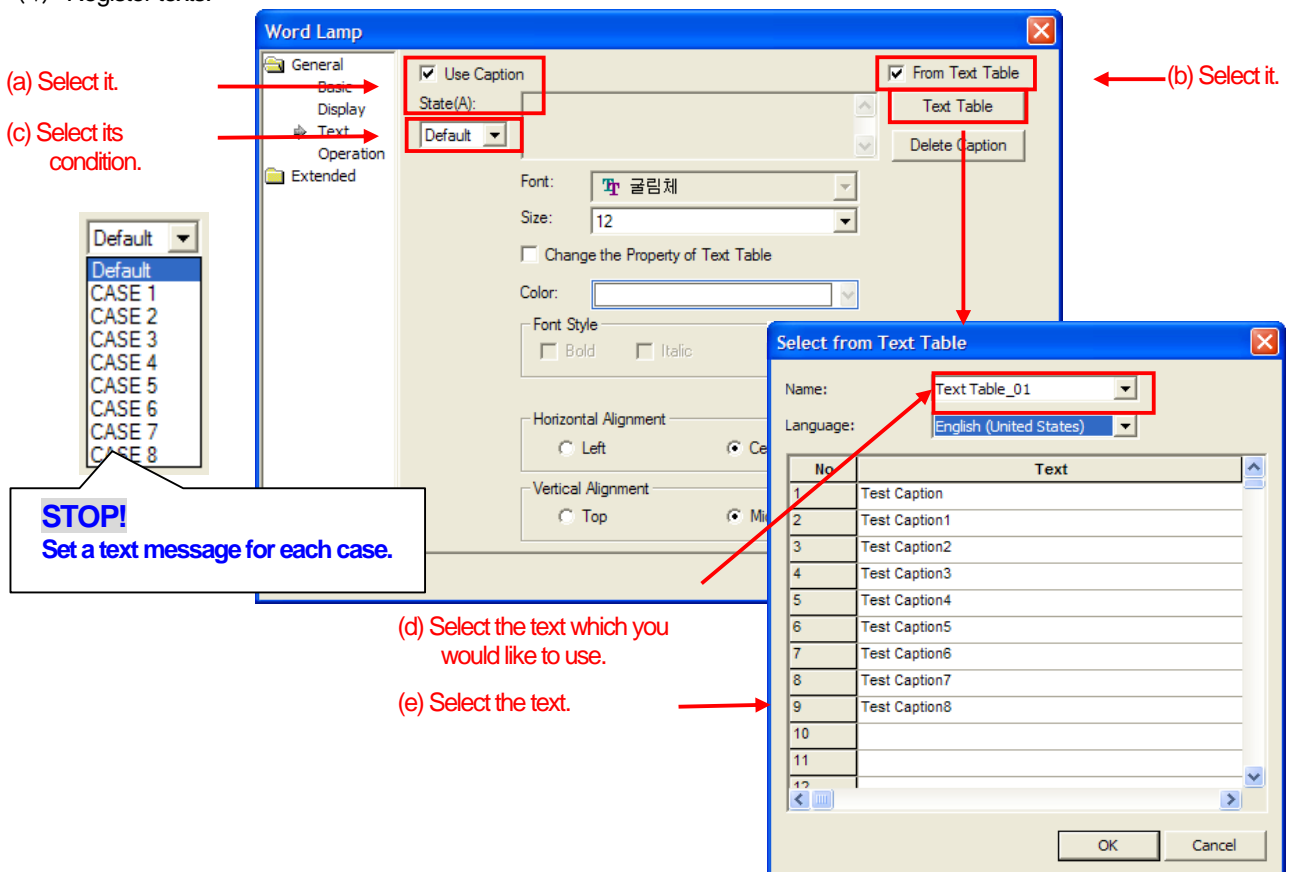 Register texts.
Word Lamp
General
Basic
Display
Text
Operation
Extended
(a) Select it.
(c) Select its
condition.
Use Caption
State(A):
Default
From Text Table
Text Table
Delete Caption
(b) Select it.
Font:
굴림체
Size:
12
Change the Property of Text Table
Color:
Font Style
Bold
Italic
Horizontal Alignment
Left
Vertical Alignment
Top
Default
Default
CASE 1
CASE 2
CASE 3
CASE 4
CASE 5
CASE 6
CASE 7
CASE 8
STOP!
Set a text message for each case.
(d) Select the text which you
would like to use.
(e) Select the text.
Select from Text Table
Name:
Text Table_01
Language:
English (United States)
No Text
1 Test Caption
2 Test Caption1
3 Test Caption2
4 Test Caption3
5 Test Caption4
6 Test Caption5
7 Test Caption6
8 Test Caption7
9 Test Caption8
10
11
12
OK
Cancel